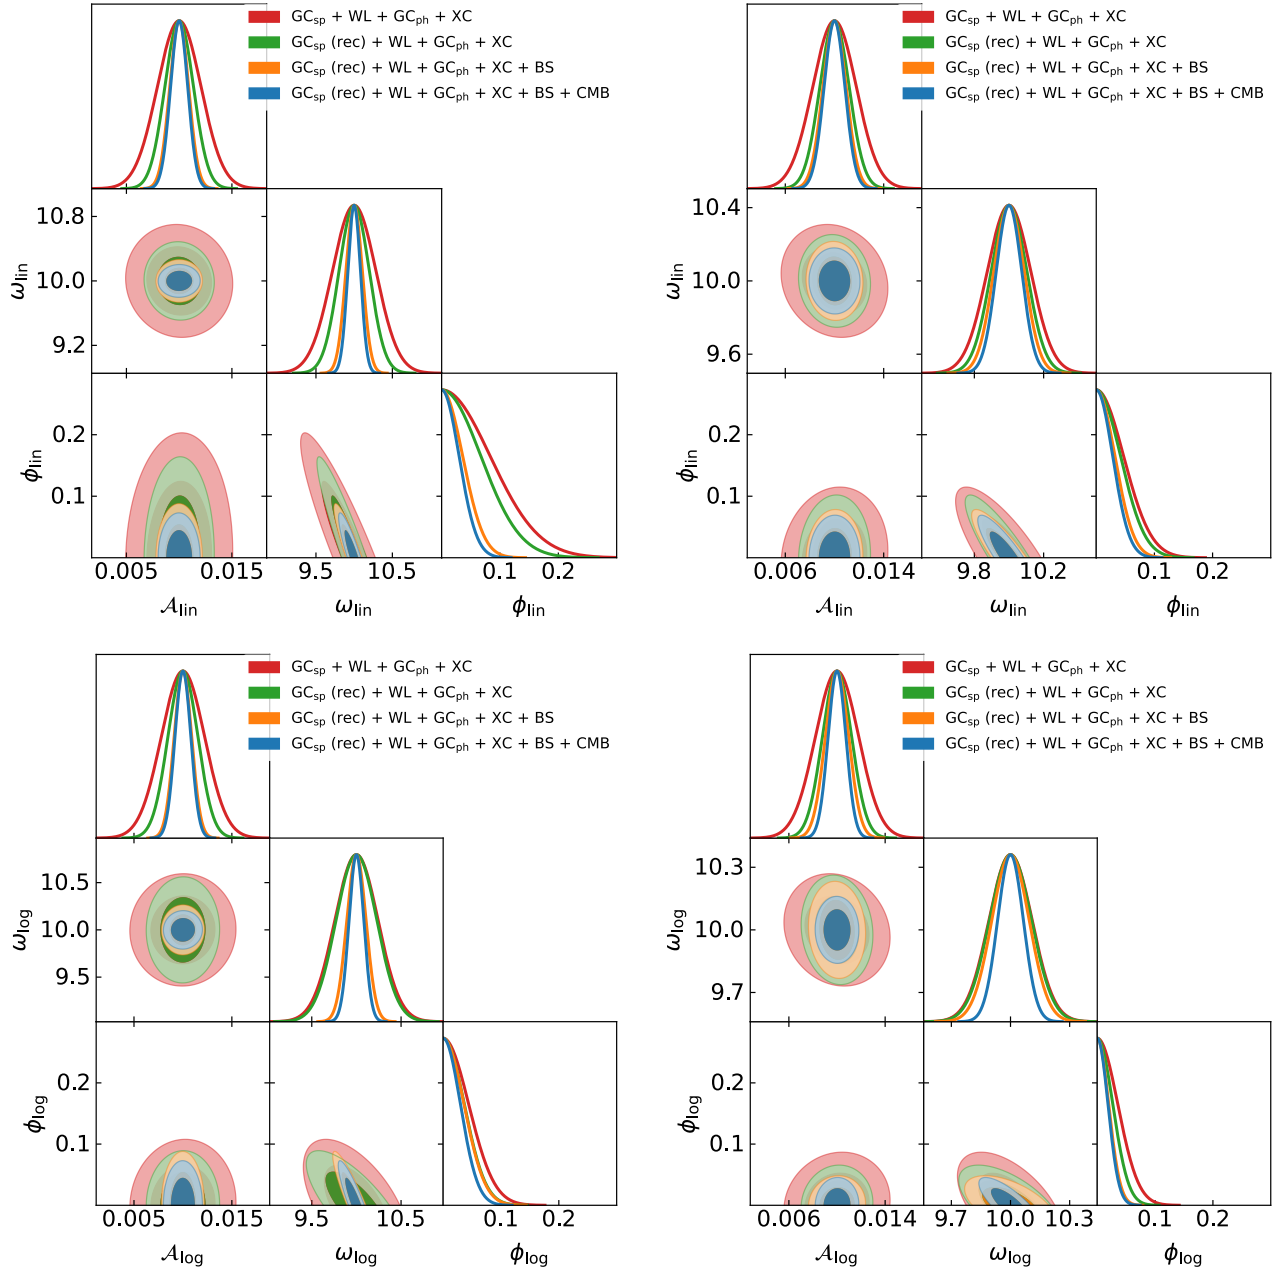 GCsp + WL + GCph + XC
GCsp (rec) + WL + GCph + XC
GCsp (rec) + WL + GCph + XC + BS
GCsp (rec) + WL + GCph + XC + BS + CMB
10.8
10.0
9.2
ωlin
0.2
0.1
ϕlin
0.005 0.015
9.5 10.5
0.1 0.2
𝒜lin
ωlin
ϕlin
GCsp + WL + GCph + XC
GCsp (rec) + WL + GCph + XC
GCsp (rec) + WL + GCph + XC + BS
GCsp (rec) + WL + GCph + XC + BS + CMB
10.4
10.0
9.6
ωlin
0.2
0.1
ϕlin
0.006 0.014
9.8 10.2
0.1 0.2
𝒜lin
ωlin
ϕlin
GCsp + WL + GCph + XC
GCsp (rec) + WL + GCph + XC
GCsp (rec) + WL + GCph + XC + BS
GCsp (rec) + WL + GCph + XC + BS + CMB
10.5
10.0
9.5
ωlog
0.2
0.1
ϕlog
0.005 0.015
9.5 10.5
0.1 0.2
𝒜log
ωlog
ϕlog
GCsp + WL + GCph + XC
GCsp (rec) + WL + GCph + XC
GCsp (rec) + WL + GCph + XC + BS
GCsp (rec) + WL + GCph + XC + BS + CMB
10.3
10.0
9.7
ωlog
0.2
0.1
ϕlog
0.006 0.014
9.7 10.0 10.3
0.1 0.2
𝒜log
ωlog
ϕlog